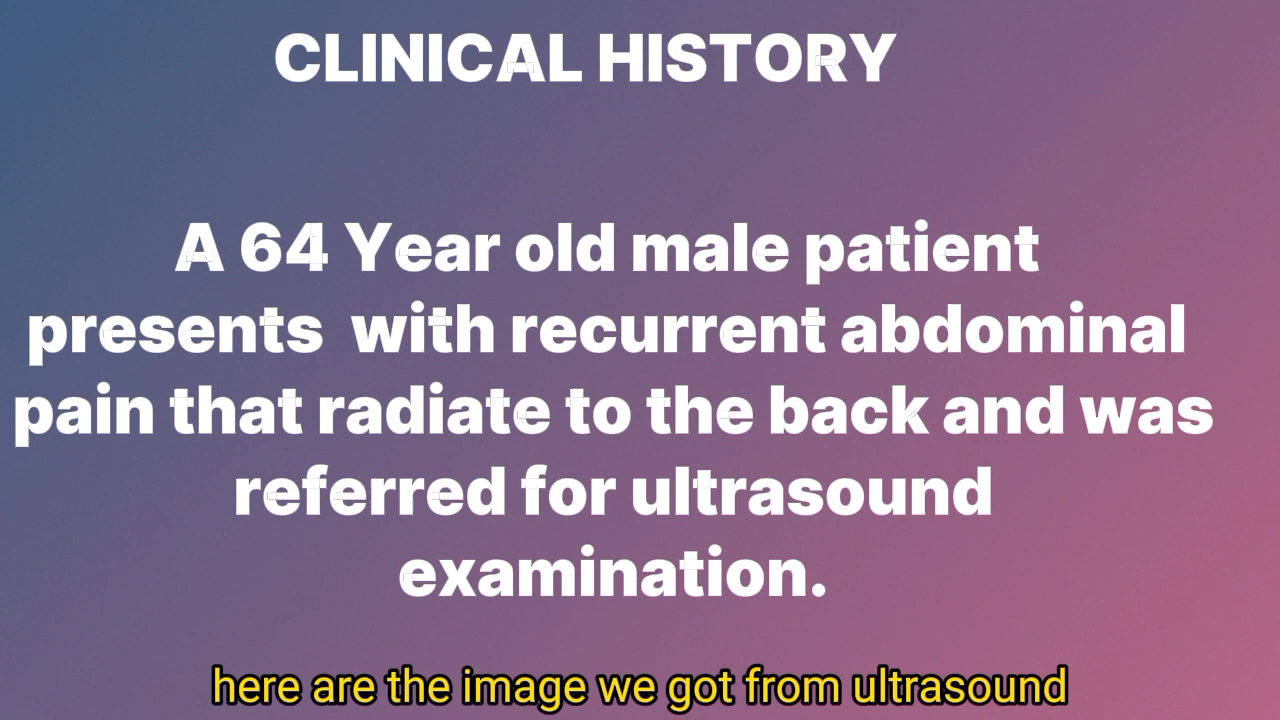 CLINICAL HISTORY
A 64 Year old male patient
presents with recurrent abdominal
pain that radiate to the back and was
referred for ultrasound
examination.
here are the image we got from ultrasound